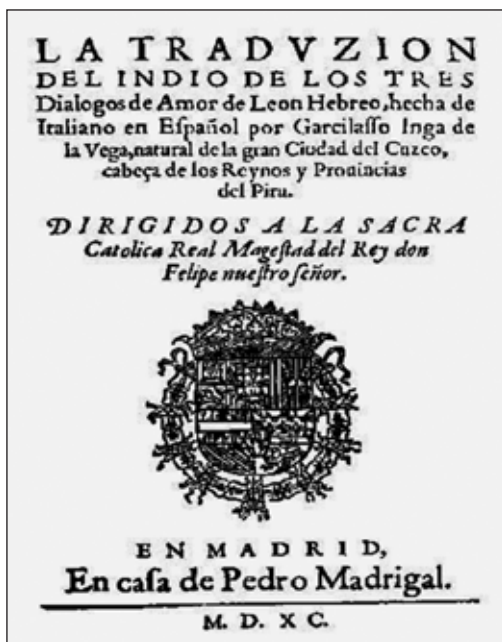 LA TRADVZION
DEL INDIO DE LOS TRES
Dialogos de Amor de Leon Hebreo, hecha de
Italiano en Eſpañol por Garcilaſſo Inga de
la Vega, natural de la gran Ciudad del Cuzco,
cabeça de los Reynos y Prouincias
del Piru.
DIRIGIDOS A LA SACRA
Catolica Real Mageſtad del Rey don
Felipe nueſtro ſeñor.
EN MADRID,
En caſa de Pedro Madrigal.
M. D. XC.